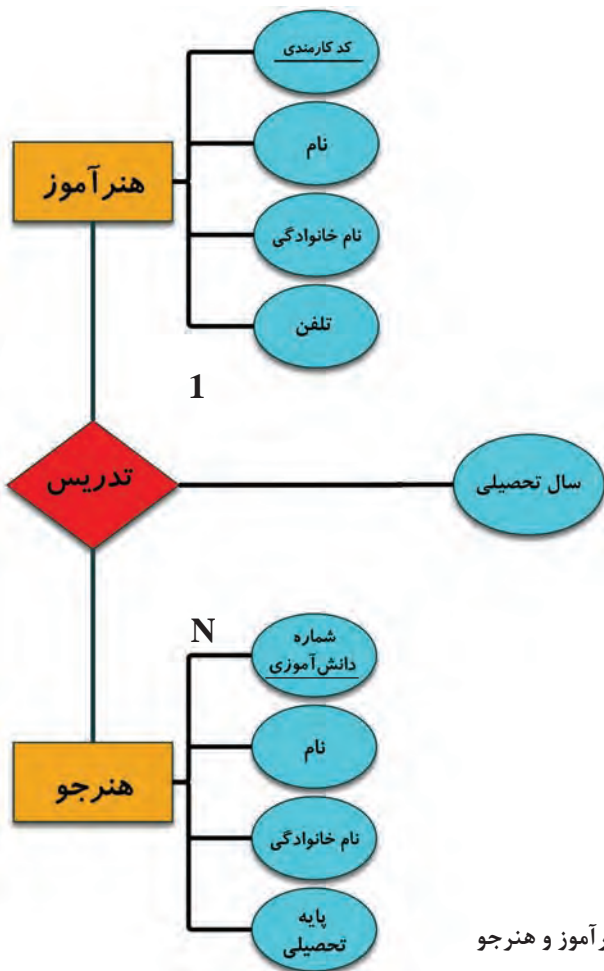 کد کارمندی
نام
هنرآموز
نام خانوادگی
تلفن
1
تدریس
سال تحصیلی
N
شماره
دانش‌آموزی
نام
هنرجو
نام خانوادگی
پایه
تحصیلی
و هنرجو